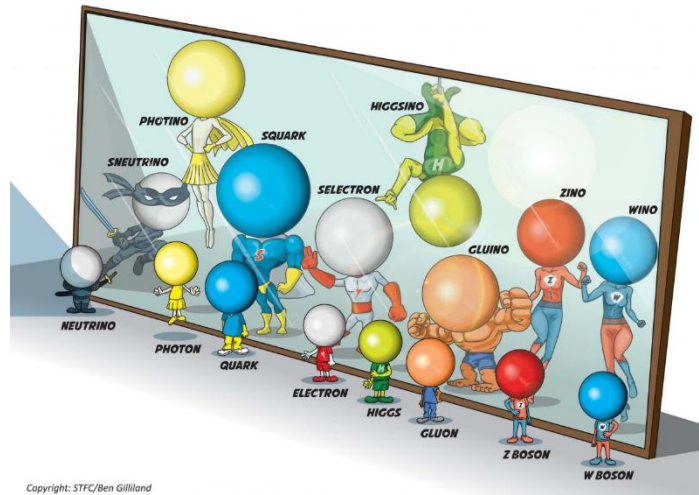 PHOTINO
HIGGSINO
SQUARK
SNEUTRINO
SELECTRON
ZINO
WINO
GLUINO
S
H
Z
W
NEUTRINO
PHOTON
QUARK
ELECTRON
HIGGS
GLUON
Z BOSON
W BOSON
H
Copyright: STFC/Ben Gilliland